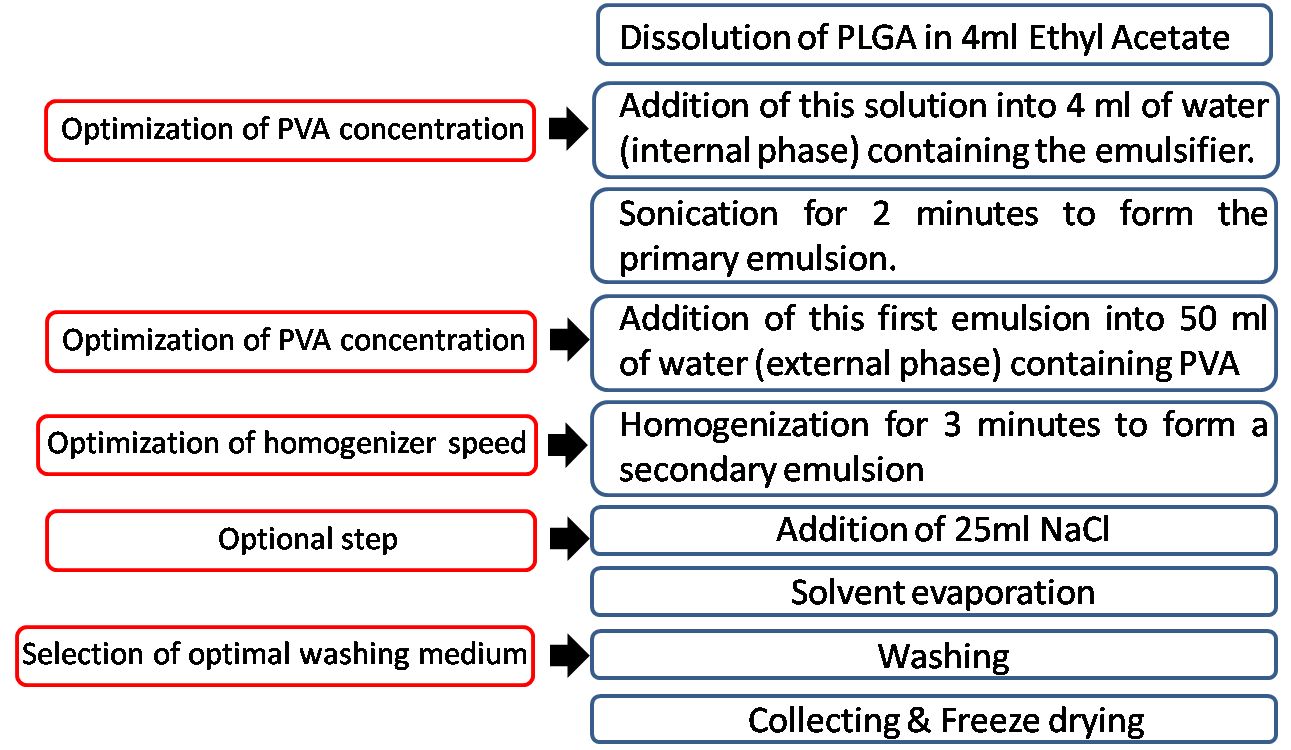 Dissolution of PLGA in 4ml Ethyl Acetate
Optimization of PVA concentration
Addition of this solution into 4 ml of water
(internal phase) containing the emulsifier.
Sonication for 2 minutes to form the
primary emulsion.
Optimization of PVA concentration
Addition of this first emulsion into 50 ml
of water (external phase) containing PVA
Optimization of homogenizer speed
Homogenization for 3 minutes to form a
secondary emulsion
Optional step
Addition of 25ml NaCl
Solvent evaporation
Selection of optimal washing medium
Washing
Collecting & Freeze drying